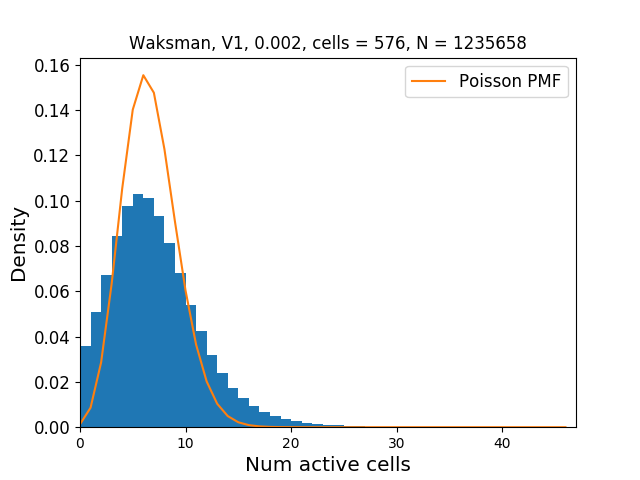 Waksman, V1, 0.002, cells = 576, N = 1235658
Poisson PMF
0.16
0.14
0.12
0.10
0.08
0.06
0.04
0.02
0.00
Density
0 10 20 30 40
Num active cells